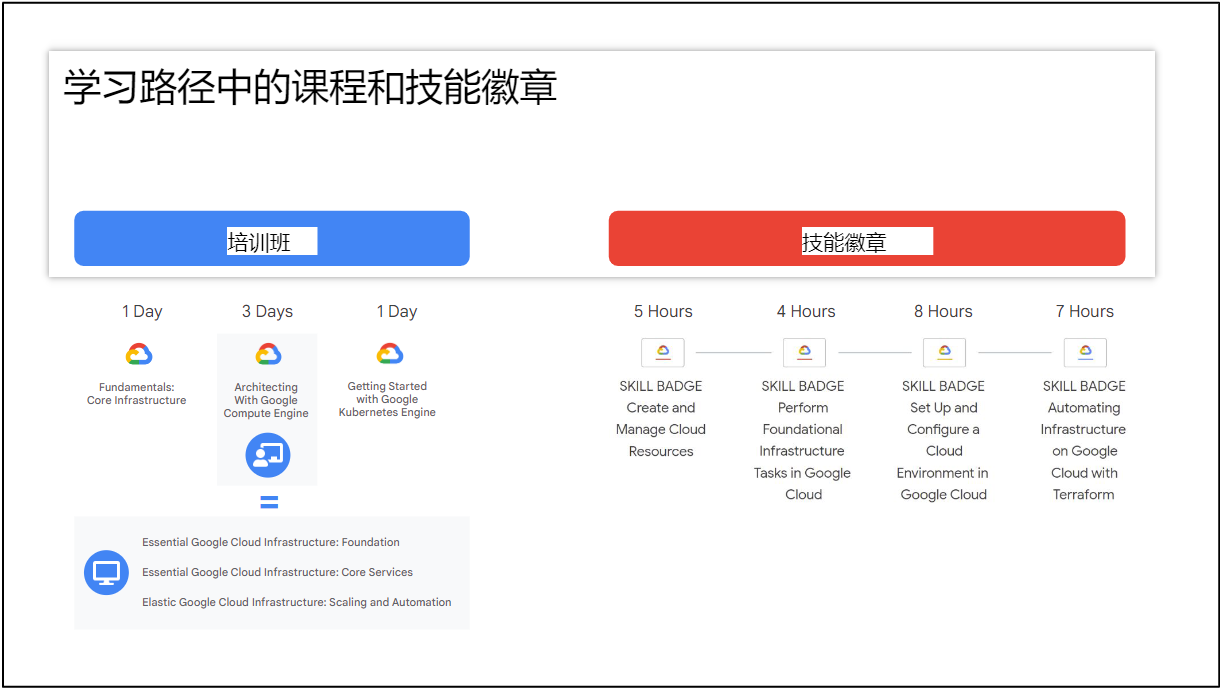 学习路径中的课程和技能徽章
培训班
技能徽章
1 Day
3 Days
1 Day
Fundamentals:
Core Infrastructure
Architecting
With Google
Compute Engine
Getting Started
with Google
Kubernetes Engine
Essential Google Cloud Infrastructure: Foundation
Essential Google Cloud Infrastructure: Core Services
Elastic Google Cloud Infrastructure: Scaling and Automation
5 Hours
4 Hours
8 Hours
7 Hours
SKILL BADGE
Create and
Manage Cloud
Resources
SKILL BADGE
Perform
Foundational
Infrastructure
Tasks in Google
Cloud
SKILL BADGE
Set Up and
Configure a
Cloud
Environment in
Google Cloud
SKILL BADGE
Automating
Infrastructure
on Google
Cloud with
Terraform